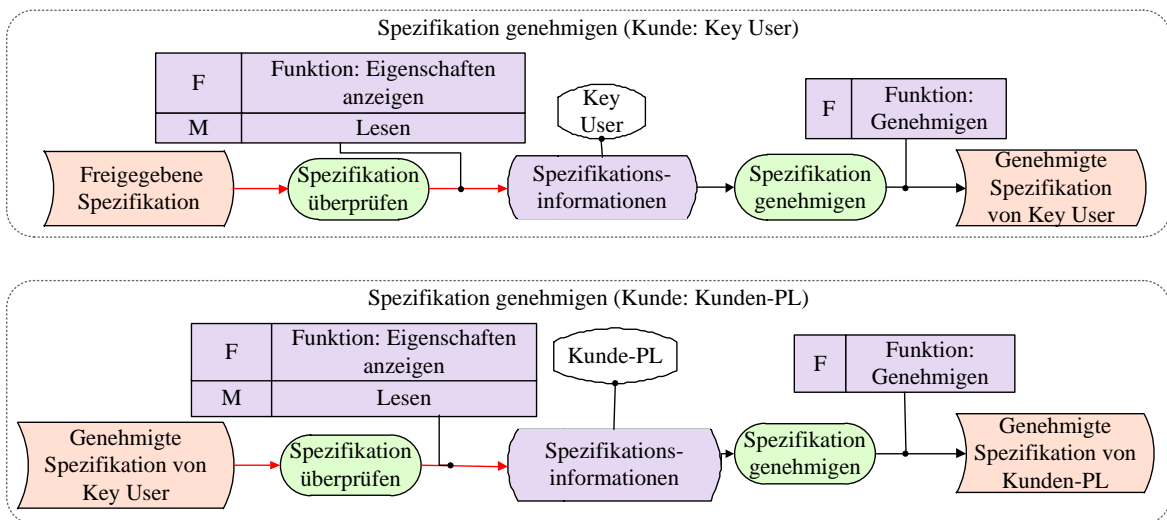 Spezifikation genehmigen (Kunde: Key User)
F
Funktion: Eigenschaften
anzeigen
M
Lesen
Key
User
F
Funktion:
Genehmigen
Freigegebene
Spezifikation
Spezifikation
überprüfen
Spezifikations-
informationen
Spezifikation
genehmigen
Genehmigte
Spezifikation
von Key User
Spezifikation genehmigen (Kunde: Kunden-PL)
F
Funktion: Eigenschaften
anzeigen
M
Lesen
Kunde-PL
F
Funktion:
Genehmigen
Genehmigte
Spezifikation von
Key User
Spezifikation
überprüfen
Spezifikations-
informationen
Spezifikation
genehmigen
Genehmigte
Spezifikation von
Kunden-PL